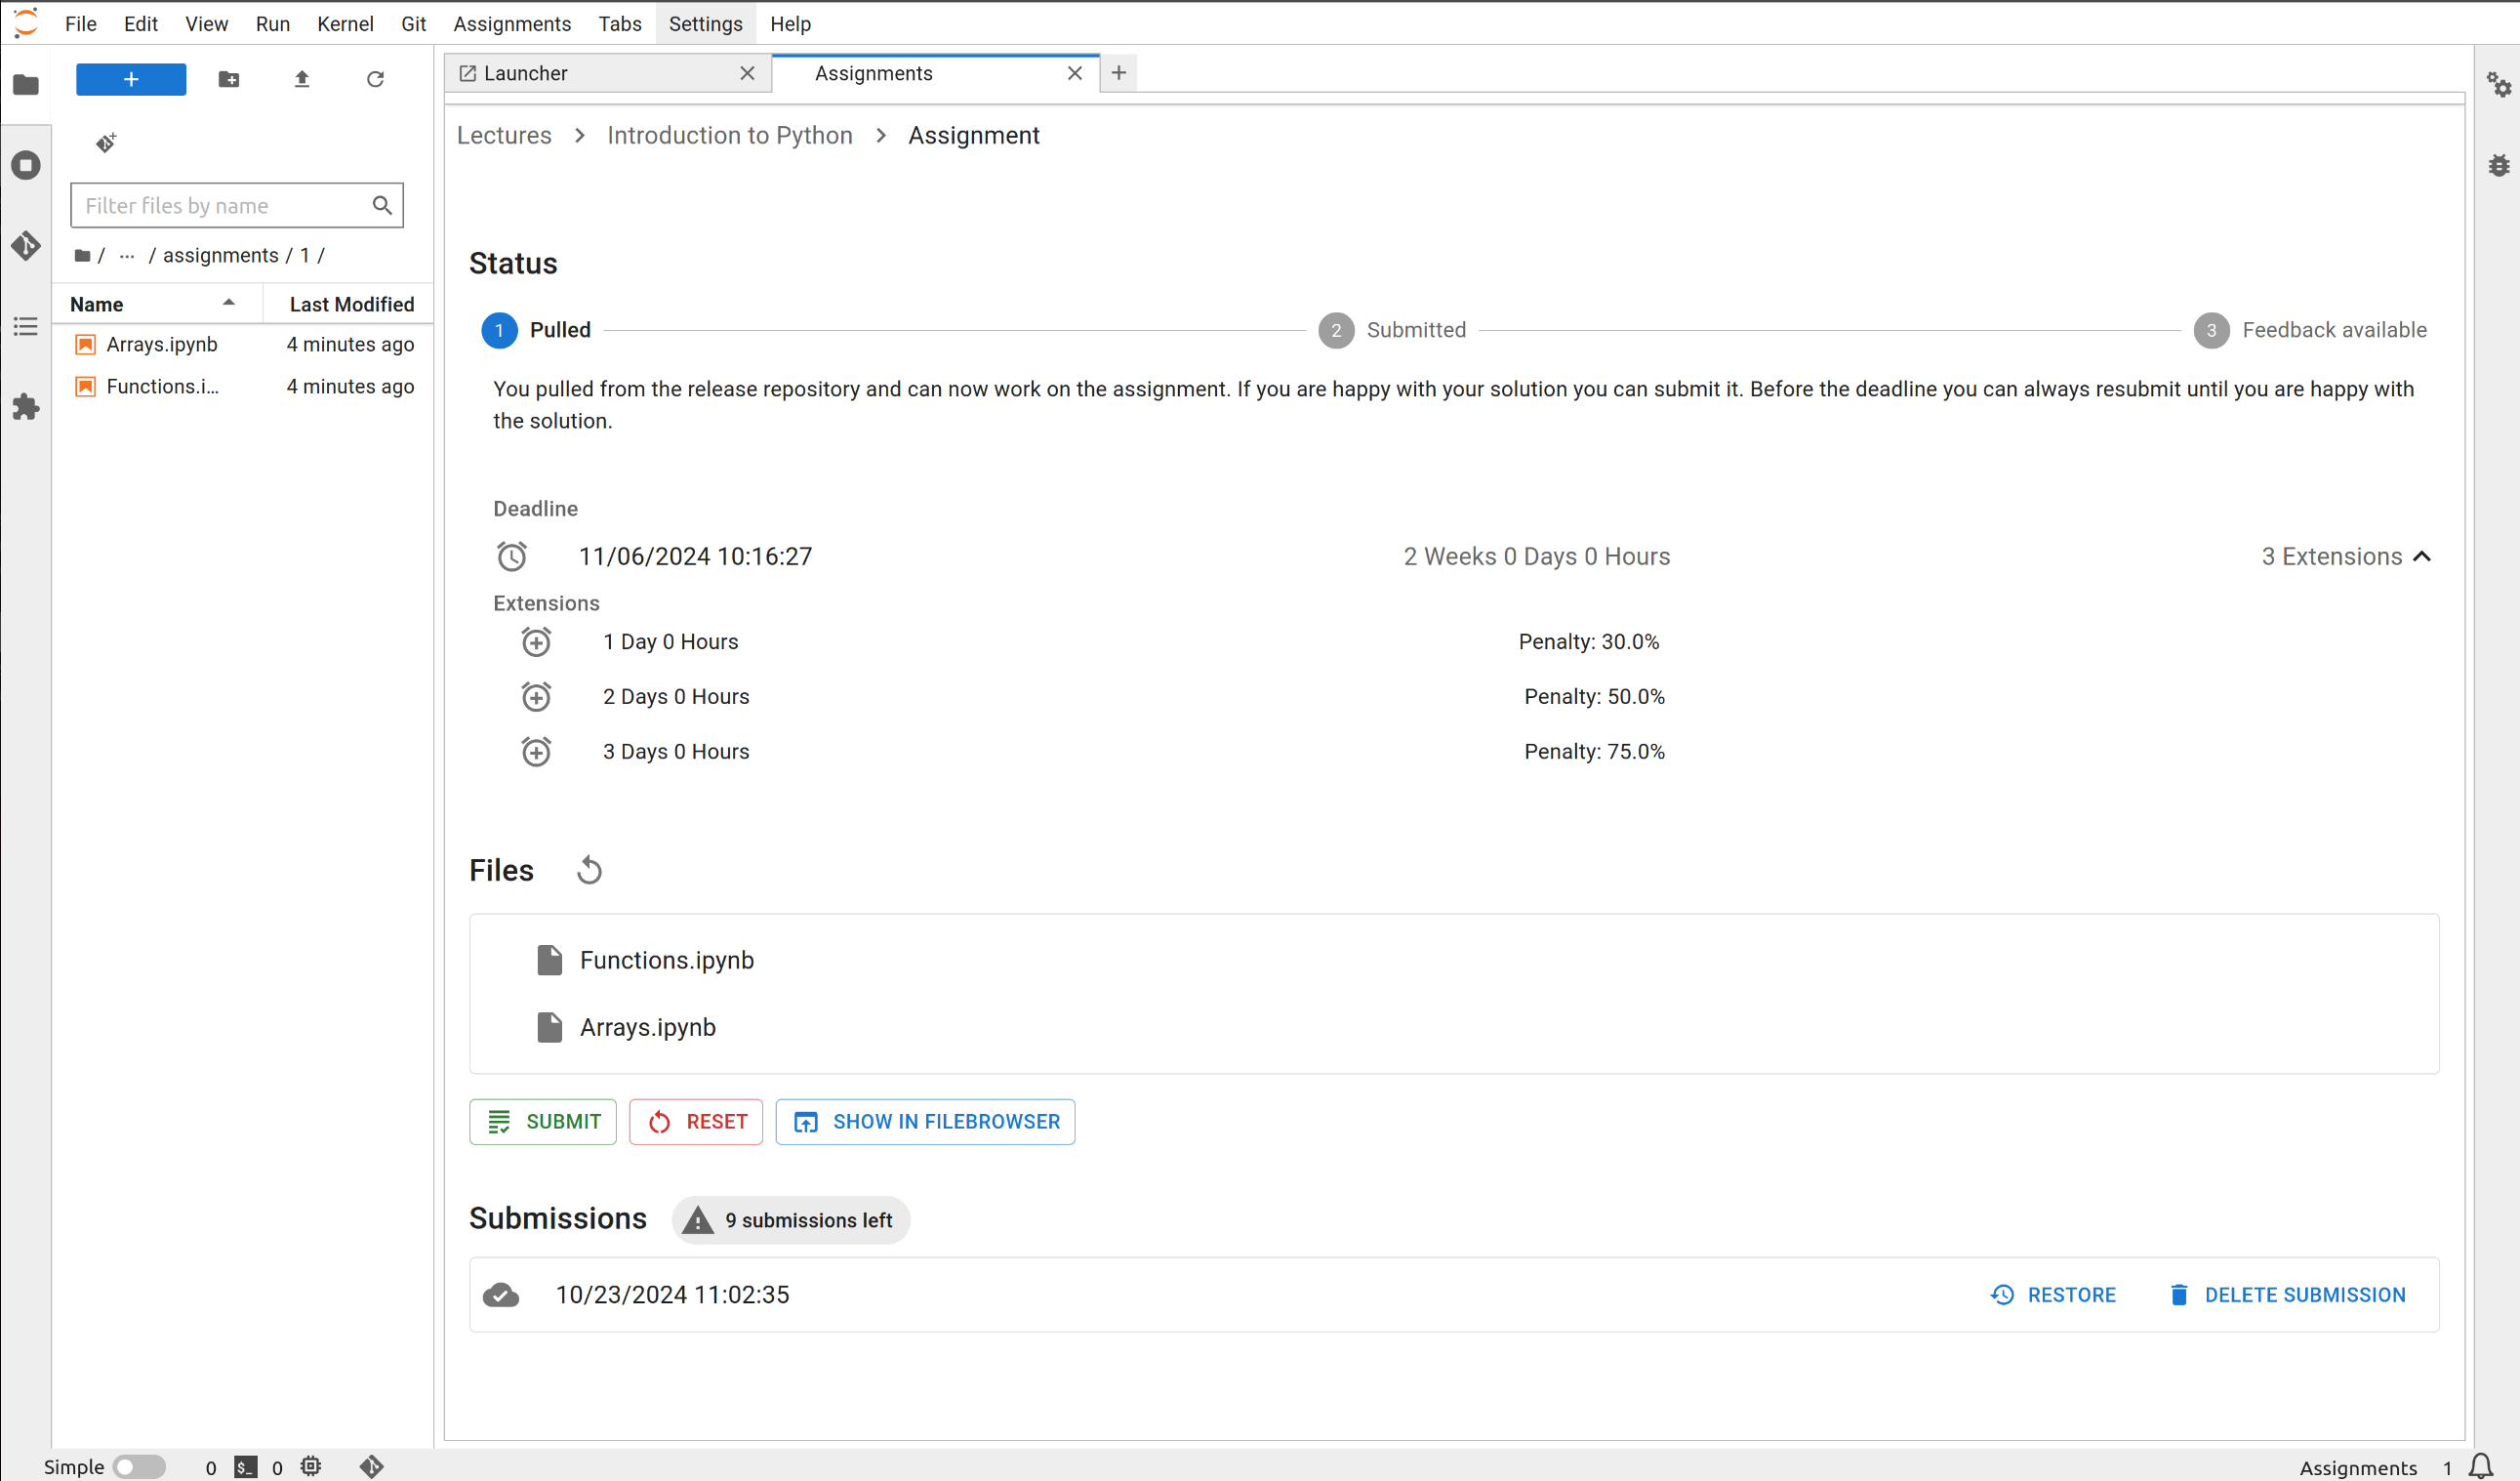 File Edit View Run Kernel Git Assignments Tabs Settings Help
+
Launcher
Assignments
+
Filter files by name
/ ... / assignments / 1 /
Name Last Modified
Arrays.ipynb 4 minutes ago
Functions.i... 4 minutes ago
Lectures > Introduction to Python > Assignment
Status
1 Pulled 2 Submitted 3 Feedback available
You pulled from the release repository and can now work on the assignment. If you are happy with your solution you can submit it. Before the deadline you can always resubmit until you are happy with
the solution.
Deadline
11/06/2024 10:16:27 2 Weeks 0 Days 0 Hours 3 Extensions
Extensions
1 Day 0 Hours Penalty: 30.0%
2 Days 0 Hours Penalty: 50.0%
3 Days 0 Hours Penalty: 75.0%
Files
Functions.ipynb
Arrays.ipynb
SUBMIT RESET SHOW IN FILEBROWSER
Submissions 9 submissions left
10/23/2024 11:02:35 RESTORE DELETE SUBMISSION
Simple 0 $_ 0 Assignments 1